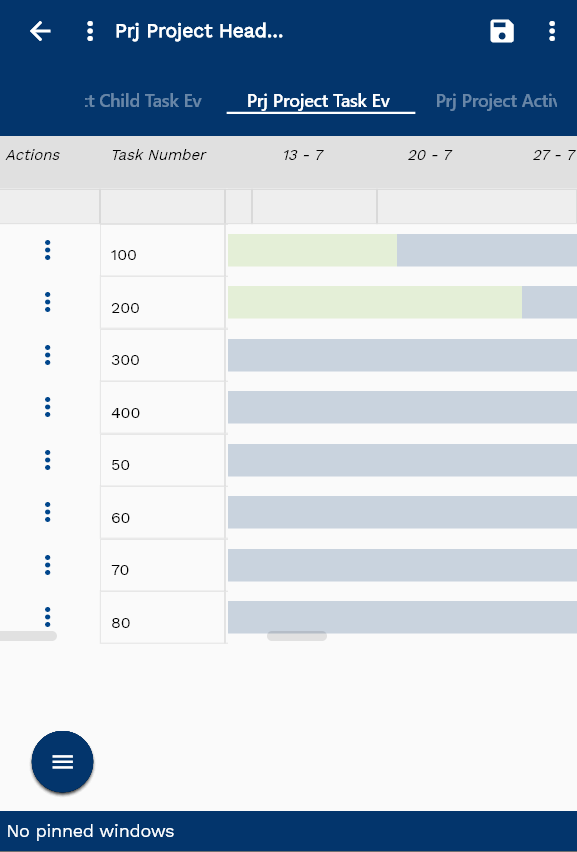 Prj Project Head...
:t Child Task Ev
Prj Project Task Ev
Prj Project Activ
Actions
Task Number
13 - 7
20 - 7
27 - 7
100
200
300
400
50
60
70
80
No pinned windows